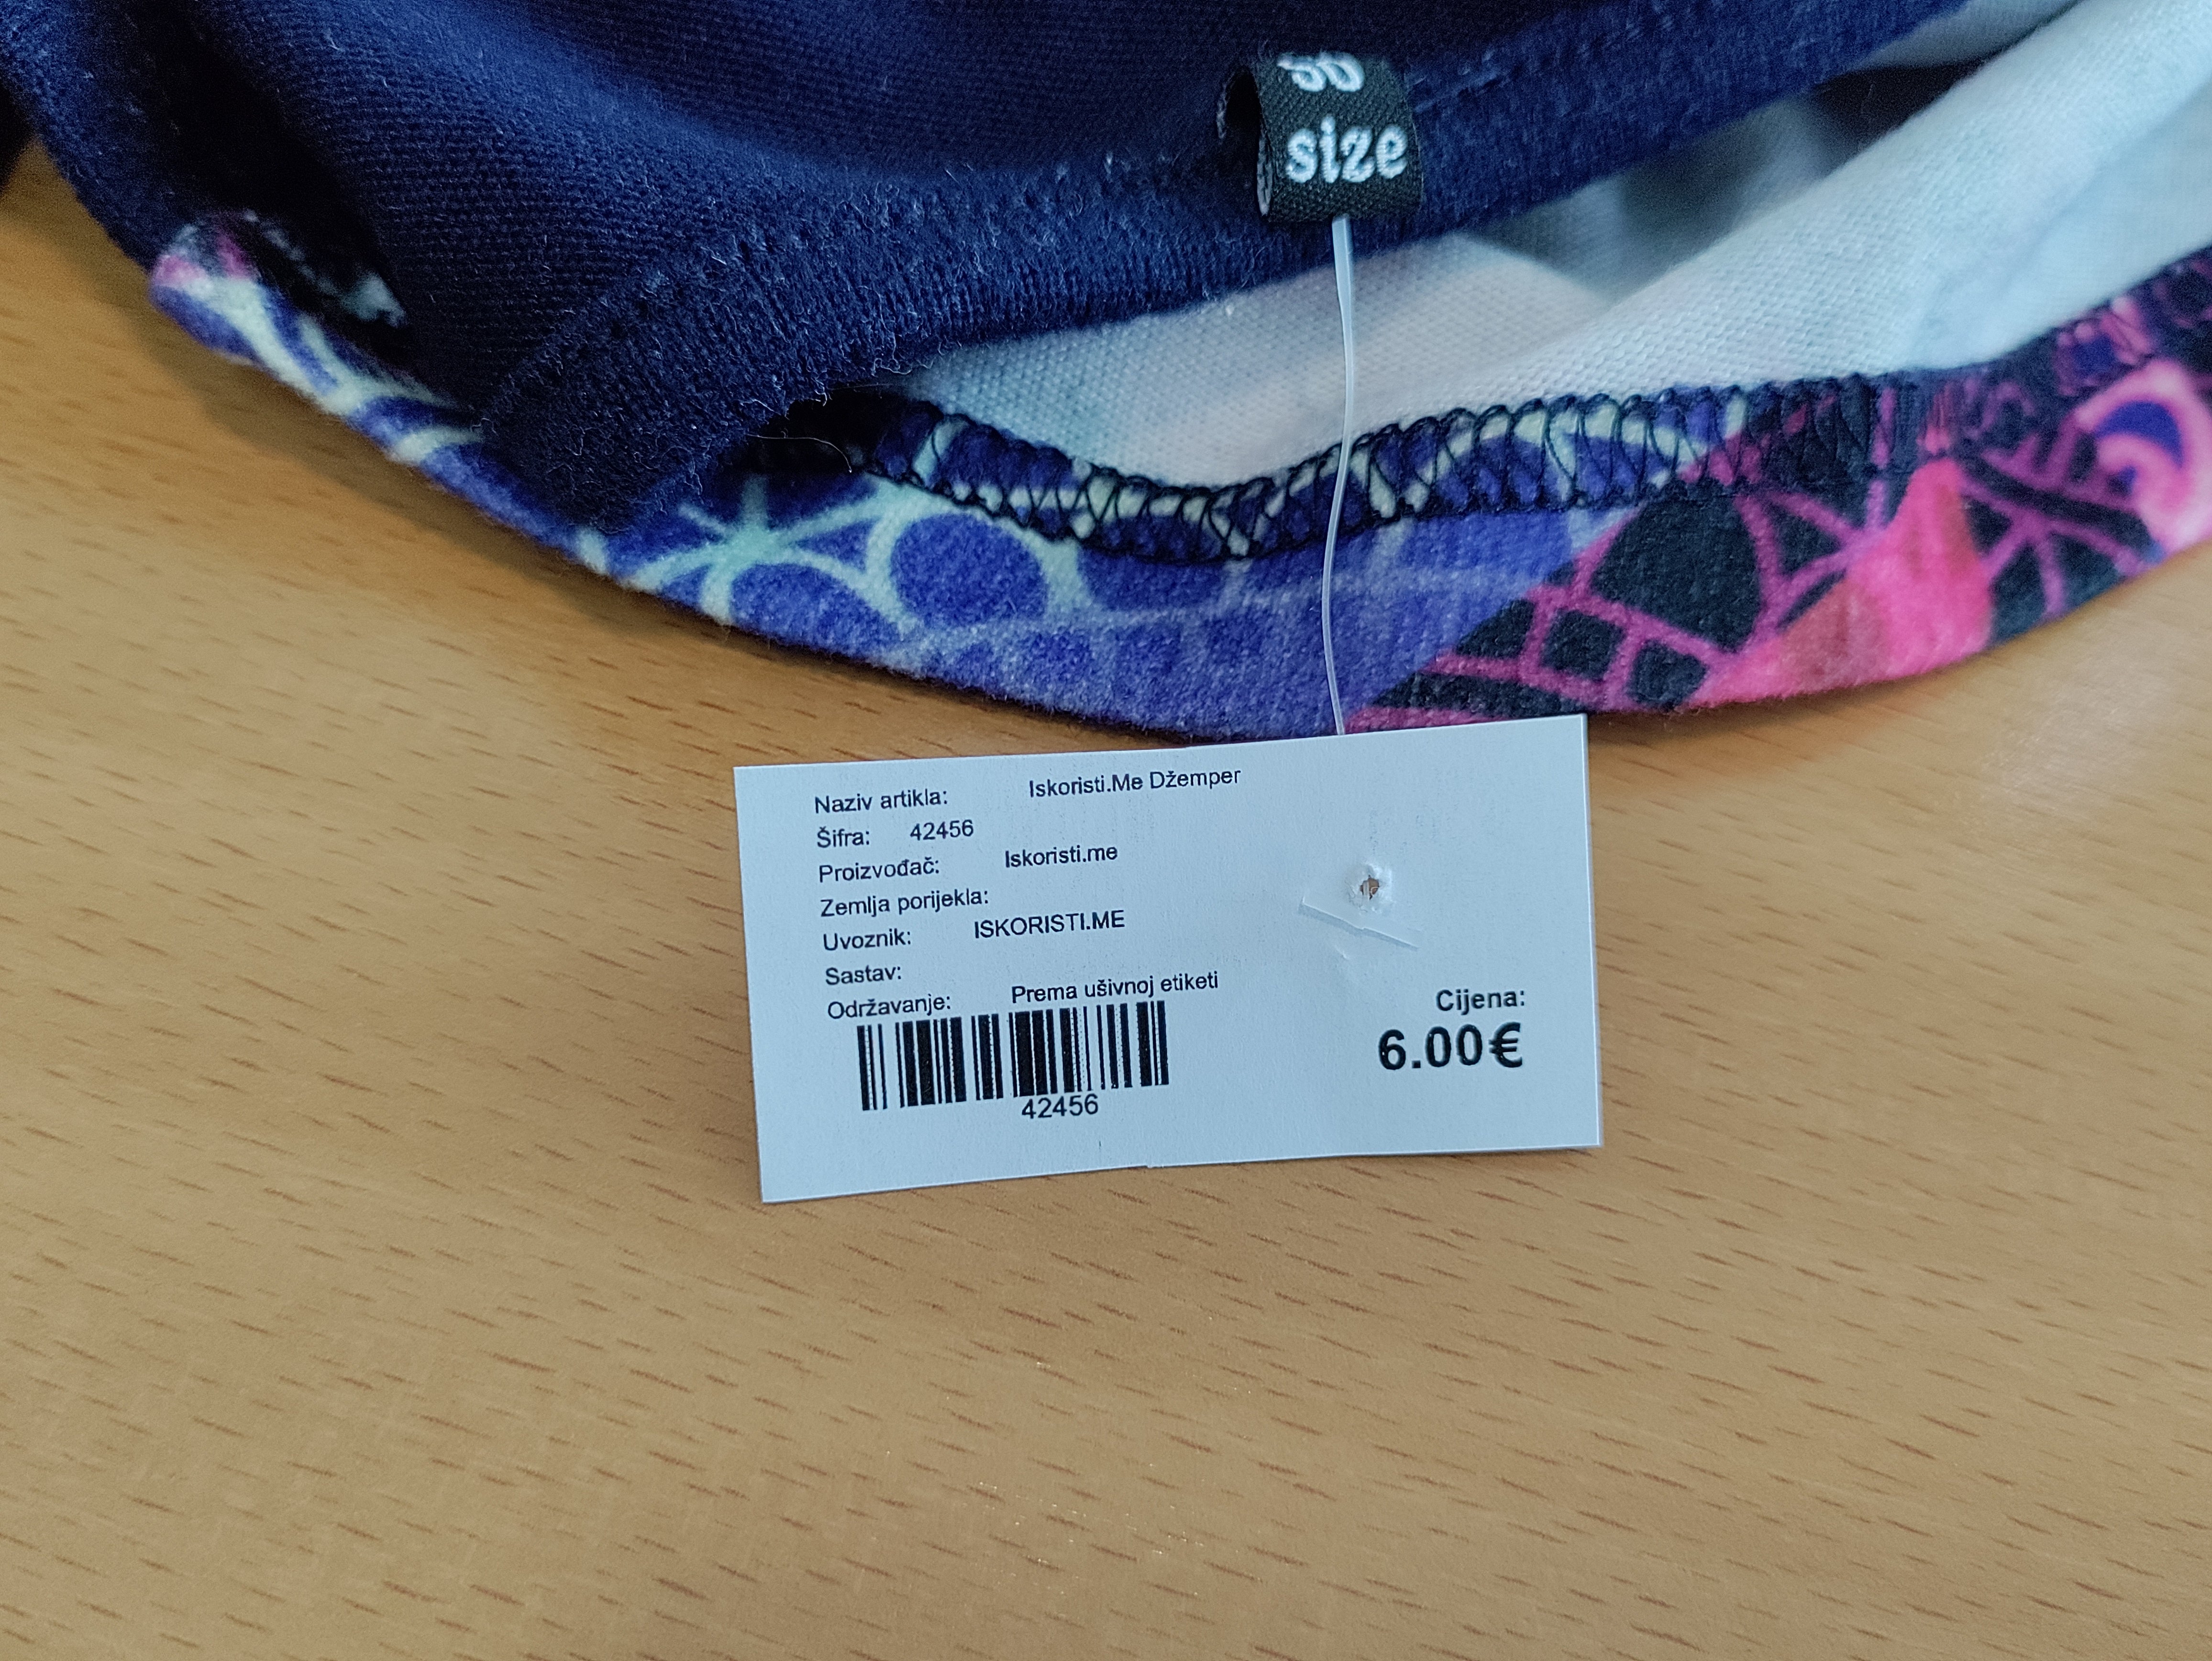 size
Naziv artikla: Iskoristi.Me Džemper
Šifra: 42456
Proizvođač: Iskoristi.me
Zemlja porijekla:
Uvoznik: ISKORISTI.ME
Sastav:
Održavanje: Prema ušivnoj etiketi
42456
Cijena:
6.00€